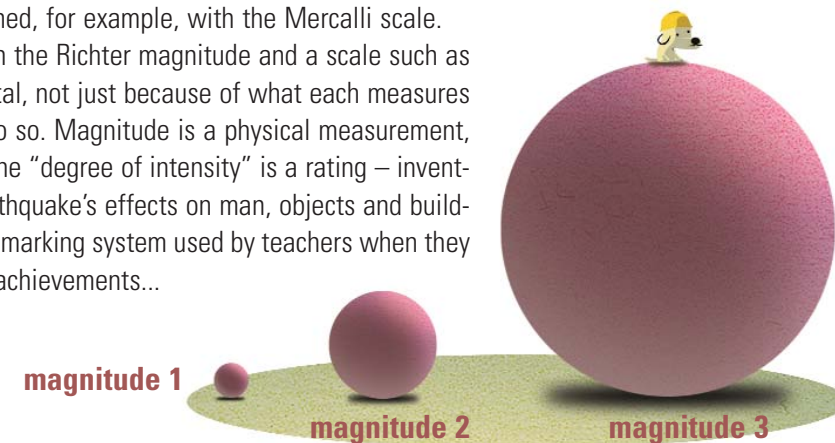 ned, for example, with the Mercalli scale.
n the Richter magnitude and a scale such as
tal, not just because of what each measures
o so. Magnitude is a physical measurement,
ne “degree of intensity” is a rating – invent-
thquake’s effects on man, objects and build-
marking system used by teachers when they
achievements...
magnitude 1
magnitude 2
magnitude 3